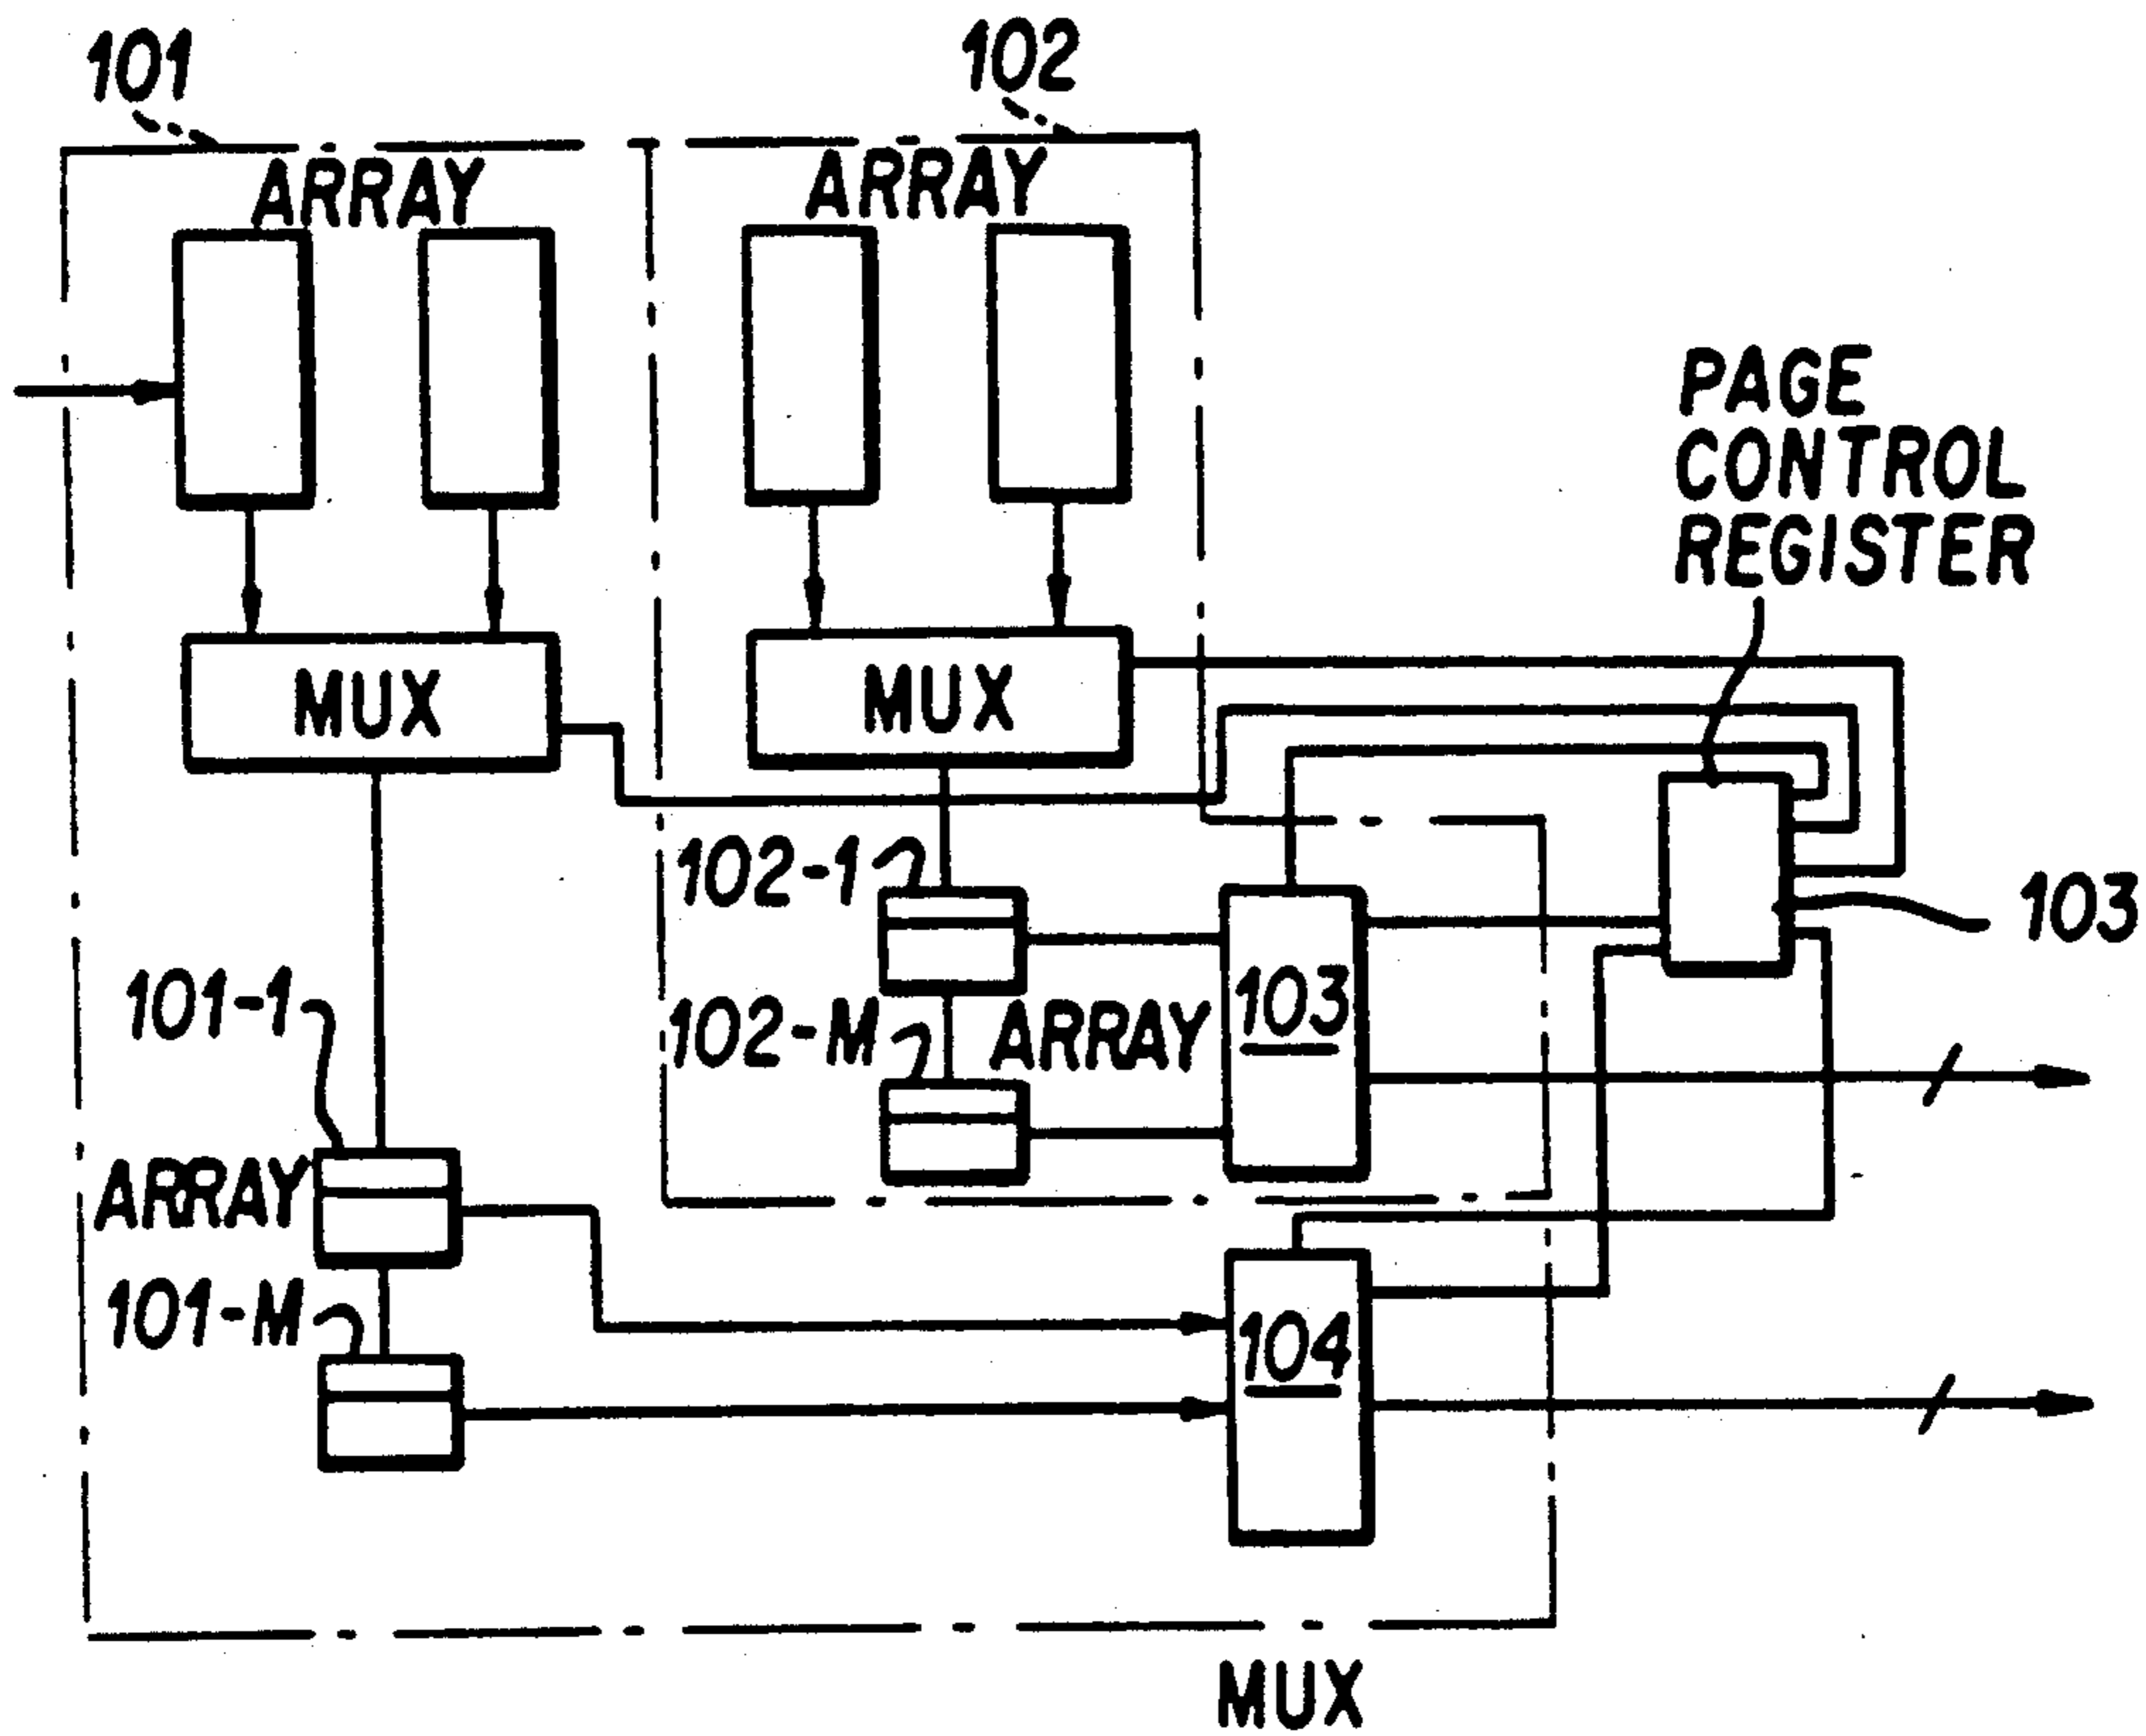 101
102
ARRAY
ARRAY
PAGE
CONTROL
REGISTER
MUX
MUX
102-1
103
101-1
102-M
ARRAY
103
ARRAY
101-M
104
MUX